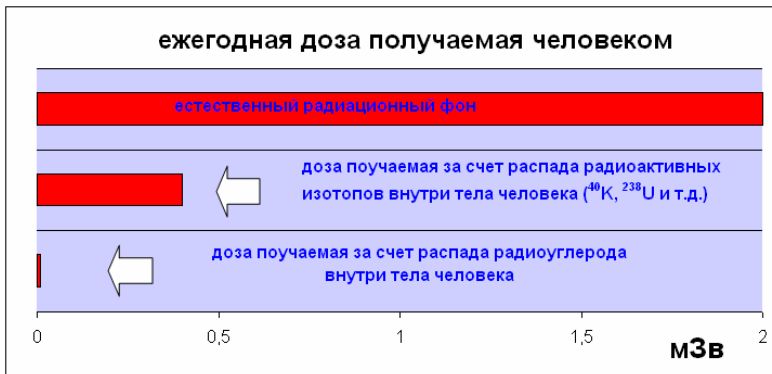 ежегодная доза получаемая человеком
естественный радиационный фон
доза поучаемая за счет распада радиоактивных
изотопов внутри тела человека (⁴⁰K, ²³⁸U и т.д.)
доза поучаемая за счет распада радиоуглерода
внутри тела человека
0 0,5 1 1,5 2
мЗв